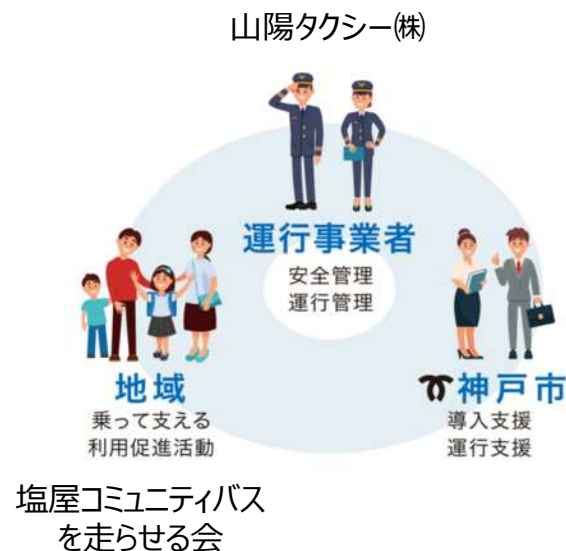 山陽タクシー㈱
運行事業者
安全管理
運行管理
地域
乗って支える
利用促進活動
神戸市
導入支援
運行支援
塩屋コミュニティバス
を走らせる会